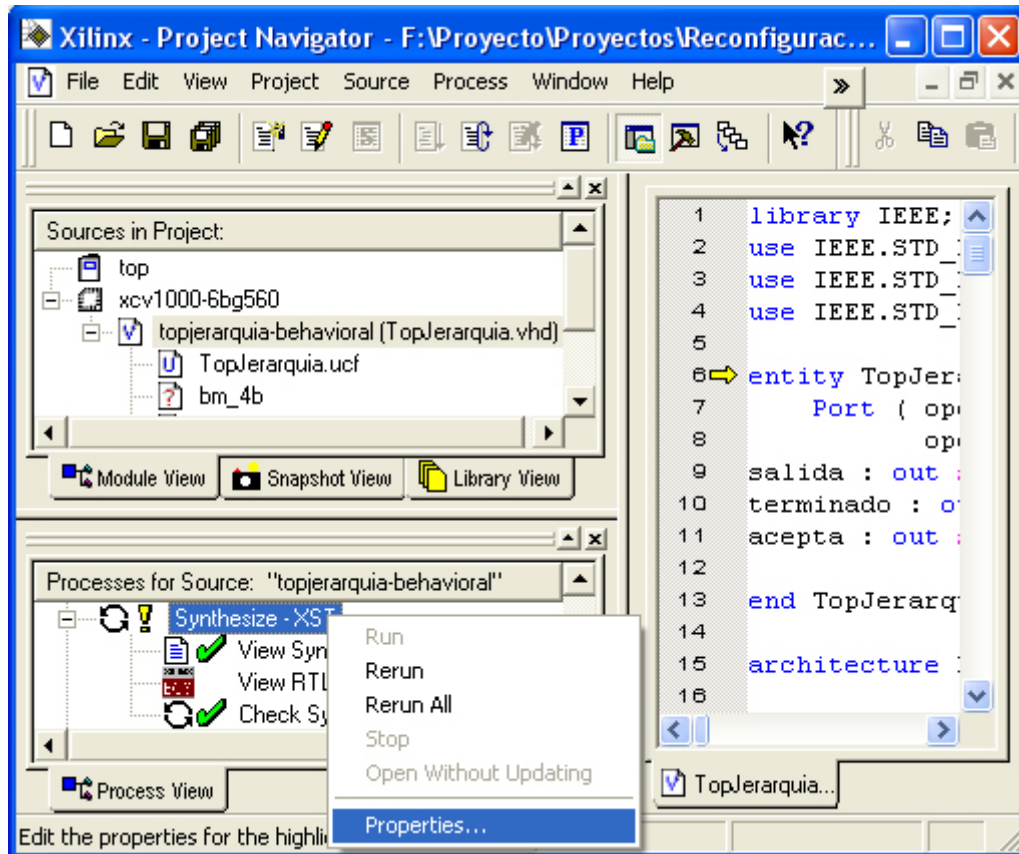 Xilinx - Project Navigator - F:\Proyecto\Proyectos\Reconfigurac...
File Edit View Project Source Process Window Help
Sources in Project:
top
xcv1000-6bg560
topjerarquia-behavioral (TopJerarquia.vhd)
TopJerarquia.ucf
bm_4b
Module View Snapshot View Library View
Processes for Source: "topjerarquia-behavioral"
Synthesize - XST
View Syn
View RTL
Check Sy
Process View
Edit the properties for the highli
Run
Rerun
Rerun All
Stop
Open Without Updating
Properties...
1 library IEEE;
2 use IEEE.STD_
3 use IEEE.STD_
4 use IEEE.STD_
5
6 entity TopJer
7 Port ( op
8 op
9 salida : out
10 terminado : o
11 acepta : out
12
13 end TopJerarq
14
15 architecture
16
TopJerarquia...